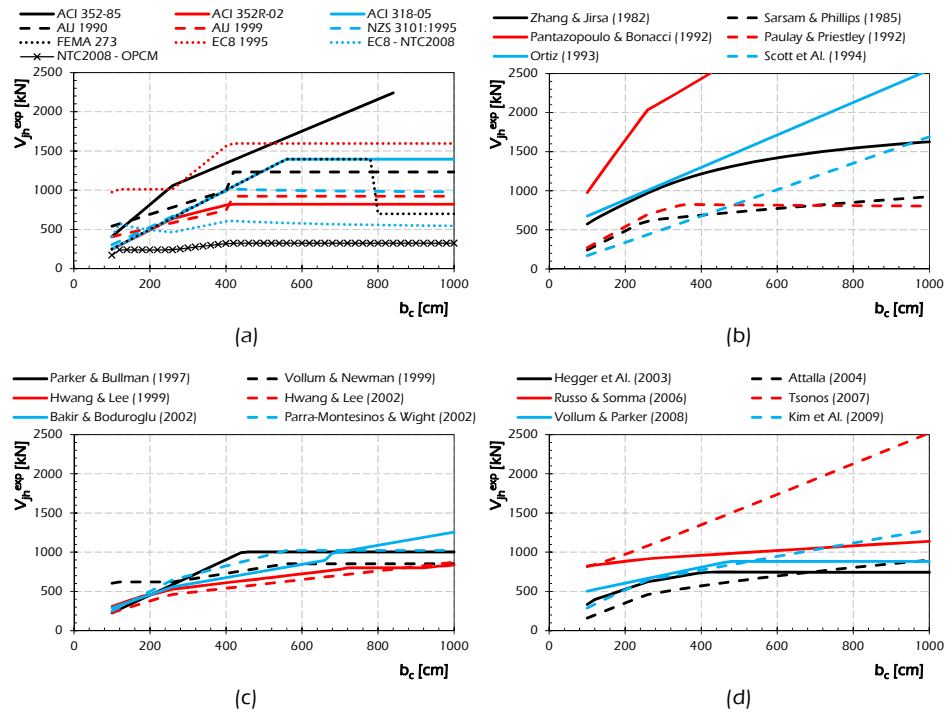 ACI 352-85 ACI 352R-02 ACI 318-05
AIJ 1990 AIJ 1999 NZS 3101:1995
FEMA 273 EC8 1995 EC8 - NTC2008
NTC2008 - OPCM
V_jh^exp [kN]
2500
2000
1500
1000
500
0
0 200 400 600 800 1000
b_c [cm]
(a)
Zhang & Jirsa (1982) Sarsam & Phillips (1985)
Pantazopoulo & Bonacci (1992) Paulay & Priestley (1992)
Ortiz (1993) Scott et Al. (1994)
V_jh^exp [kN]
2500
2000
1500
1000
500
0
0 200 400 600 800 1000
b_c [cm]
(b)
Parker & Bullman (1997) Vollum & Newman (1999)
Hwang & Lee (1999) Hwang & Lee (2002)
Bakir & Boduroglu (2002) Parra-Montesinos & Wight (2002)
V_jh^exp [kN]
2500
2000
1500
1000
500
0
0 200 400 600 800 1000
b_c [cm]
(c)
Hegger et Al. (2003) Attalla (2004)
Russo & Somma (2006) Tsonos (2007)
Vollum & Parker (2008) Kim et Al. (2009)
V_jh^exp [kN]
2500
2000
1500
1000
500
0
0 200 400 600 800 1000
b_c [cm]
(d)